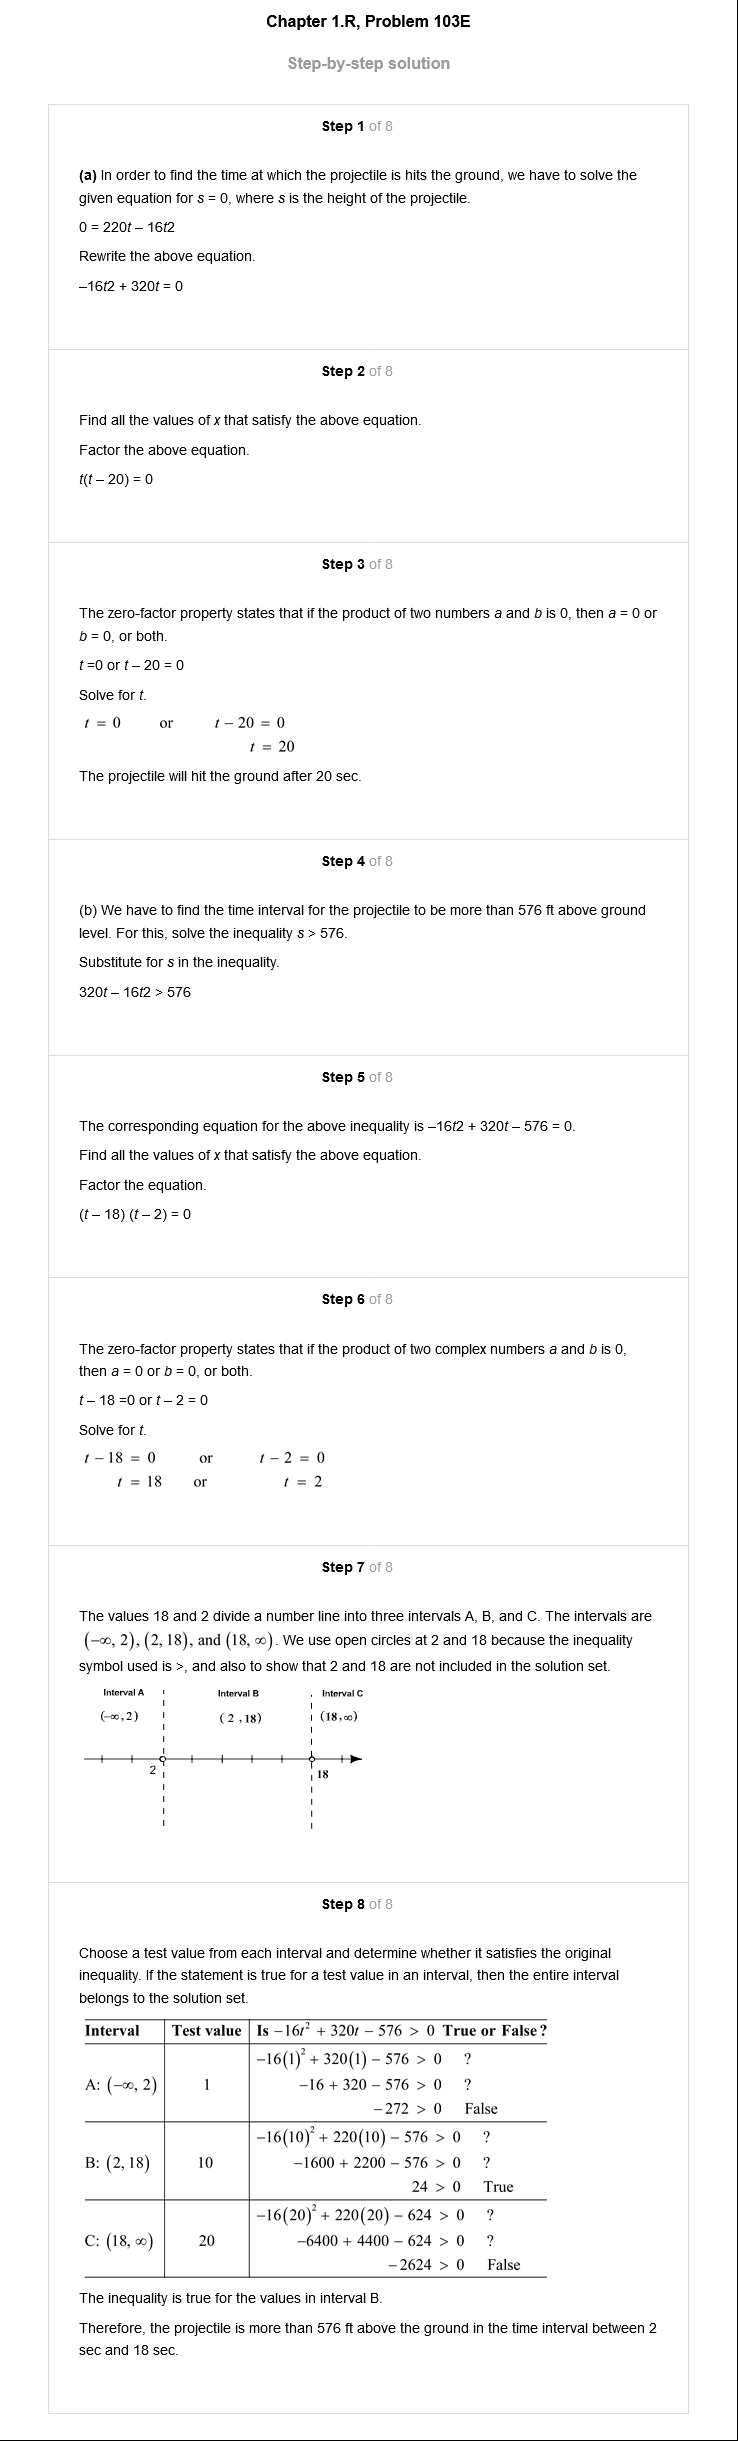 Chapter 1.R, Problem 103E
Step-by-step solution
Step 1 of 8
(a) In order to find the time at which the projectile is hits the ground, we have to solve the
given equation for s = 0, where s is the height of the projectile.
0 = 220t – 16t2
Rewrite the above equation.
–16t2 + 320t = 0
Step 2 of 8
Find all the values of x that satisfy the above equation.
Factor the above equation.
t(t – 20) = 0
Step 3 of 8
The zero-factor property states that if the product of two numbers a and b is 0, then a = 0 or
b = 0, or both.
t =0 or t – 20 = 0
Solve for t.
t = 0 or t − 20 = 0
t = 20
The projectile will hit the ground after 20 sec.
Step 4 of 8
(b) We have to find the time interval for the projectile to be more than 576 ft above ground
level. For this, solve the inequality s > 576.
Substitute for s in the inequality.
320t – 16t2 > 576
Step 5 of 8
The corresponding equation for the above inequality is –16t2 + 320t – 576 = 0.
Find all the values of x that satisfy the above equation.
Factor the equation.
(t – 18) (t – 2) = 0
Step 6 of 8
The zero-factor property states that if the product of two complex numbers a and b is 0,
then a = 0 or b = 0, or both.
t – 18 =0 or t – 2 = 0
Solve for t.
t − 18 = 0 or t − 2 = 0
t = 18 or t = 2
Step 7 of 8
The values 18 and 2 divide a number line into three intervals A, B, and C. The intervals are
(−∞, 2), (2, 18), and (18, ∞). We use open circles at 2 and 18 because the inequality
symbol used is >, and also to show that 2 and 18 are not included in the solution set.
Interval A Interval B Interval C
(−∞,2) (2,18) (18,∞)
2 18
Step 8 of 8
Choose a test value from each interval and determine whether it satisfies the original
inequality. If the statement is true for a test value in an interval, then the entire interval
belongs to the solution set.
Interval Test value Is −16t² + 320t − 576 > 0 True or False?
−16(1)² + 320(1) − 576 > 0 ?
A: (−∞, 2) 1 −16 + 320 − 576 > 0 ?
−272 > 0 False
−16(10)² + 220(10) − 576 > 0 ?
B: (2, 18) 10 −1600 + 2200 − 576 > 0 ?
24 > 0 True
−16(20)² + 220(20) − 624 > 0 ?
C: (18, ∞) 20 −6400 + 4400 − 624 > 0 ?
−2624 > 0 False
The inequality is true for the values in interval B.
Therefore, the projectile is more than 576 ft above the ground in the time interval between 2
sec and 18 sec.